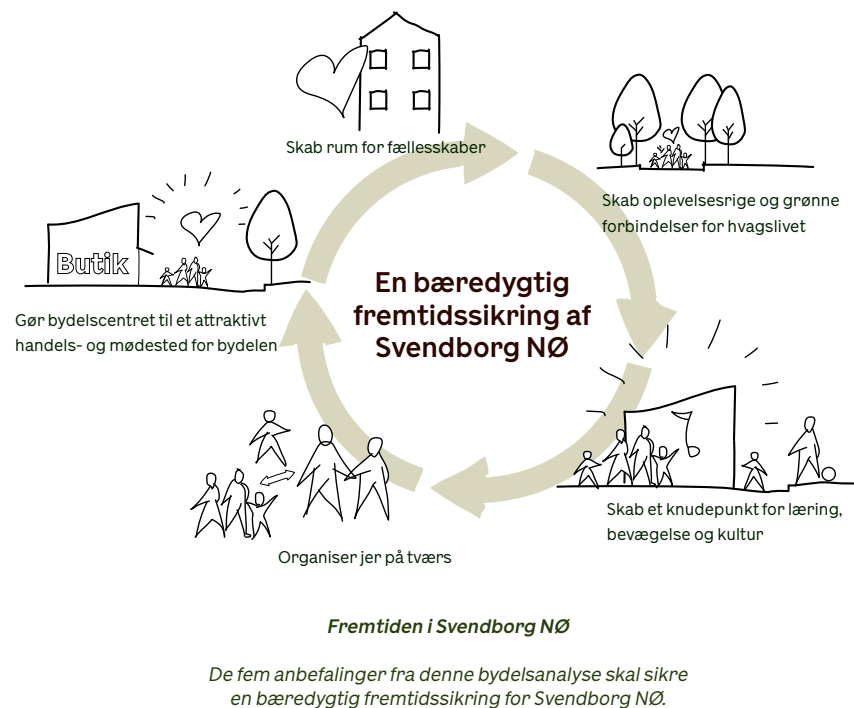 Skab rum for fællesskaber
Skab oplevelsesrige og grønne
forbindelser for hvagslivet
Butik
En bæredygtig
fremtidssikring af
Svendborg NØ
Gør bydelscentret til et attraktivt
handels- og mødested for bydelen
Skab et knudepunkt for læring,
bevægelse og kultur
Organiser jer på tværs
Fremtiden i Svendborg NØ
De fem anbefalinger fra denne bydelsanalyse skal sikre
en bæredygtig fremtidssikring for Svendborg NØ.